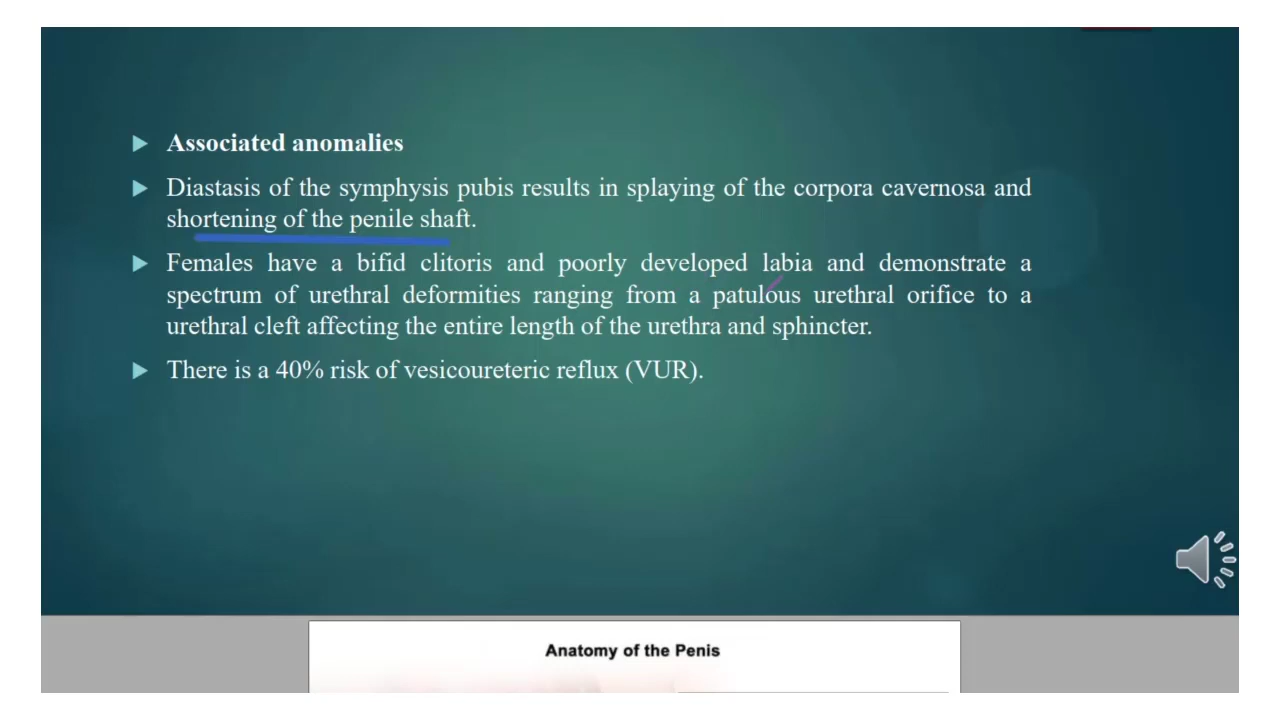 Associated anomalies
Diastasis of the symphysis pubis results in splaying of the corpora cavernosa and
shortening of the penile shaft.
Females have a bifid clitoris and poorly developed labia and demonstrate a
spectrum of urethral deformities ranging from a patulous urethral orifice to a
urethral cleft affecting the entire length of the urethra and sphincter.
There is a 40% risk of vesicoureteric reflux (VUR).
Anatomy of the Penis